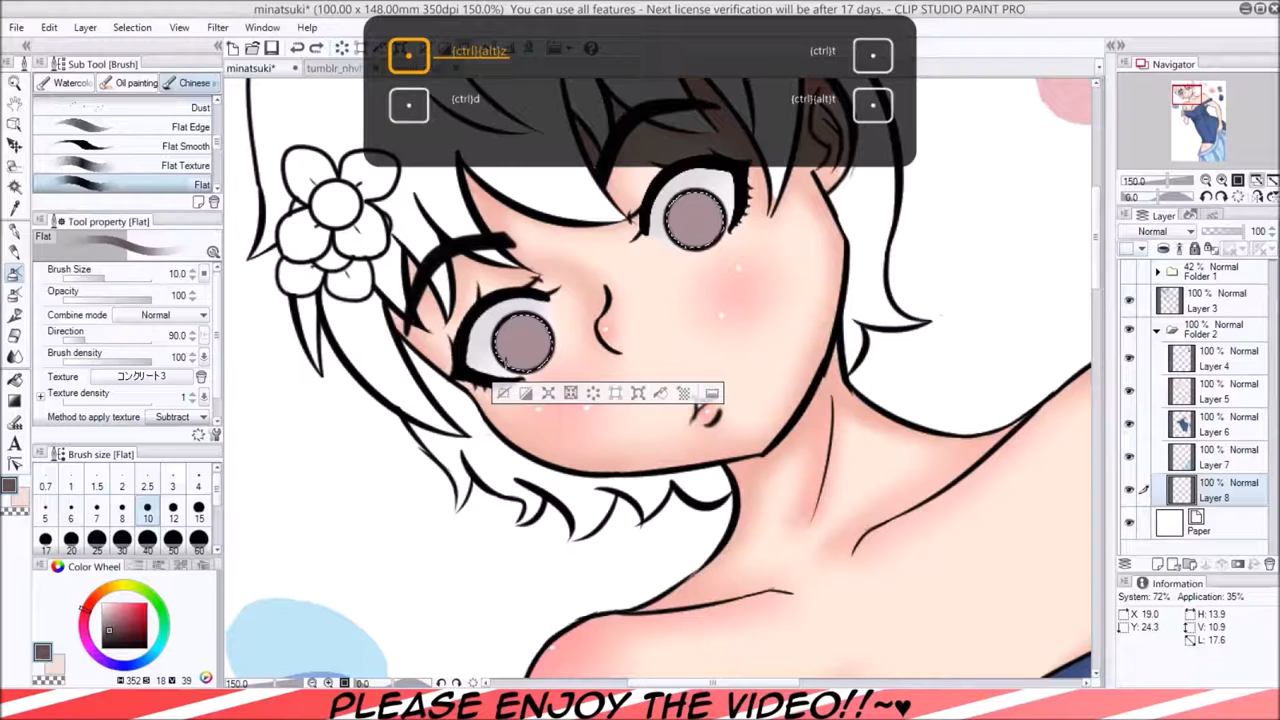 minatsuki* (100.00 x 148.00mm 350dpi 150.0%) - You can use all features - Next license verification will be after 17 days. - CLIP STUDIO PAINT PRO
File Edit Layer Selection View Filter Window Help
{ctrl}{alt}z {ctrl}t
{ctrl}d {ctrl}{alt}t
Sub Tool [Brush]
minatsuki*
Navigator
Oil painting
Dust
Flat Edge
Flat Smooth
Flat Texture
Flat
150.0
0.0
Tool property [Flat]
Flat
Brush Size 10.0
Opacity 100
Combine mode Normal
Direction 90.0
Brush density 100
Texture コンクリート3
Texture density 1
Method to apply texture Subtract
Layer
Normal 100
42 % Normal
Folder 1
100 % Normal
Layer 3
100 % Normal
Folder 2
100 % Normal
Layer 4
100 % Normal
Layer 5
100 % Normal
Layer 6
100 % Normal
Layer 7
100 % Normal
Layer 8
Paper
Brush size [Flat]
0.7 1 1.5 2 2.5 3 4
5 6 7 8 10 12 15
17 20 25 30 40 50 60
Color Wheel
352 S 18 V 39
Information
System: 72% Application: 35%
X 19.0 H: 13.9
Y: 24.3 V: 10.9
L: 17.6
150.0 0.0
PLEASE ENJOY THE VIDEO!!~♥